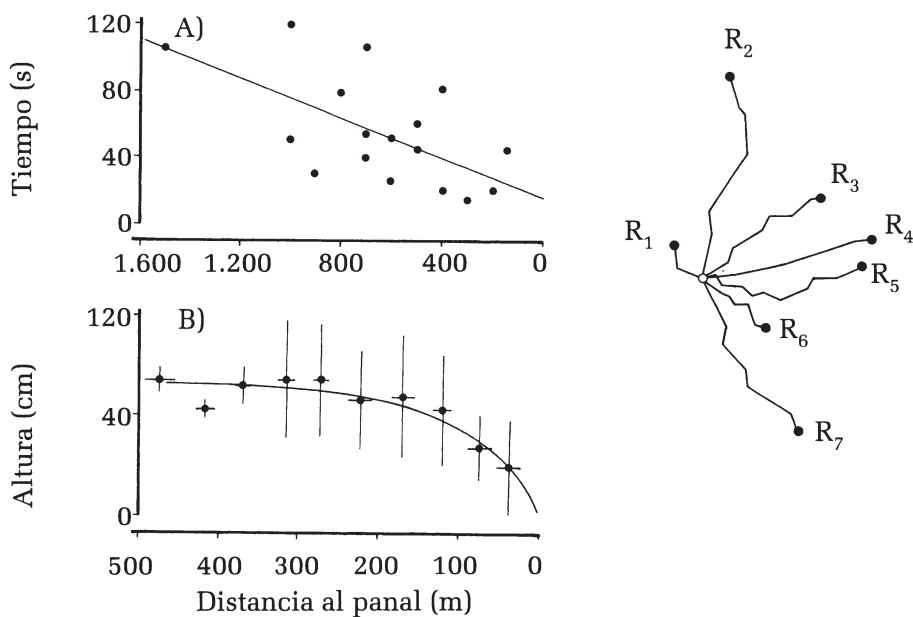 A)
Tiempo (s)
120
80
40
0
1.600 1.200 800 400 0
B)
Altura (cm)
120
40
0
500 400 300 200 100 0
Distancia al panal (m)
R2
R3
R1
R4
R5
R6
R7